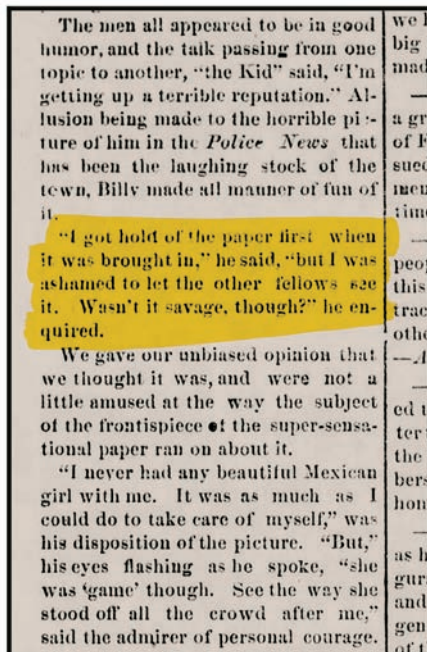 The men all appeared to be in good
humor, and the talk passing from one
topic to another, "the Kid" said, "I'm
getting up a terrible reputation." Al-
lusion being made to the horrible pic-
ture of him in the Police News that
has been the laughing stock of the
town, Billy made all manner of fun of
it.
"I got hold of the paper first when
it was brought in," he said, "but I was
ashamed to let the other fellows see
it. Wasn't it savage, though?" he en-
quired.
We gave our unbiased opinion that
we thought it was, and were not a
little amused at the way the subject
of the frontispiece of the super-sensa-
tional paper ran on about it.
"I never had any beautiful Mexican
girl with me. It was as much as I
could do to take care of myself," was
his disposition of the picture. "But,"
his eyes flashing as he spoke, "she
was 'game' though. See the way she
stood off all the crowd after me,"
said the admirer of personal courage.
big
mad
a gr
of F
succ
men
time
peop
this
trac
othe
ed t
ter
the
bers
hon
as h
gura
and
gen
of t